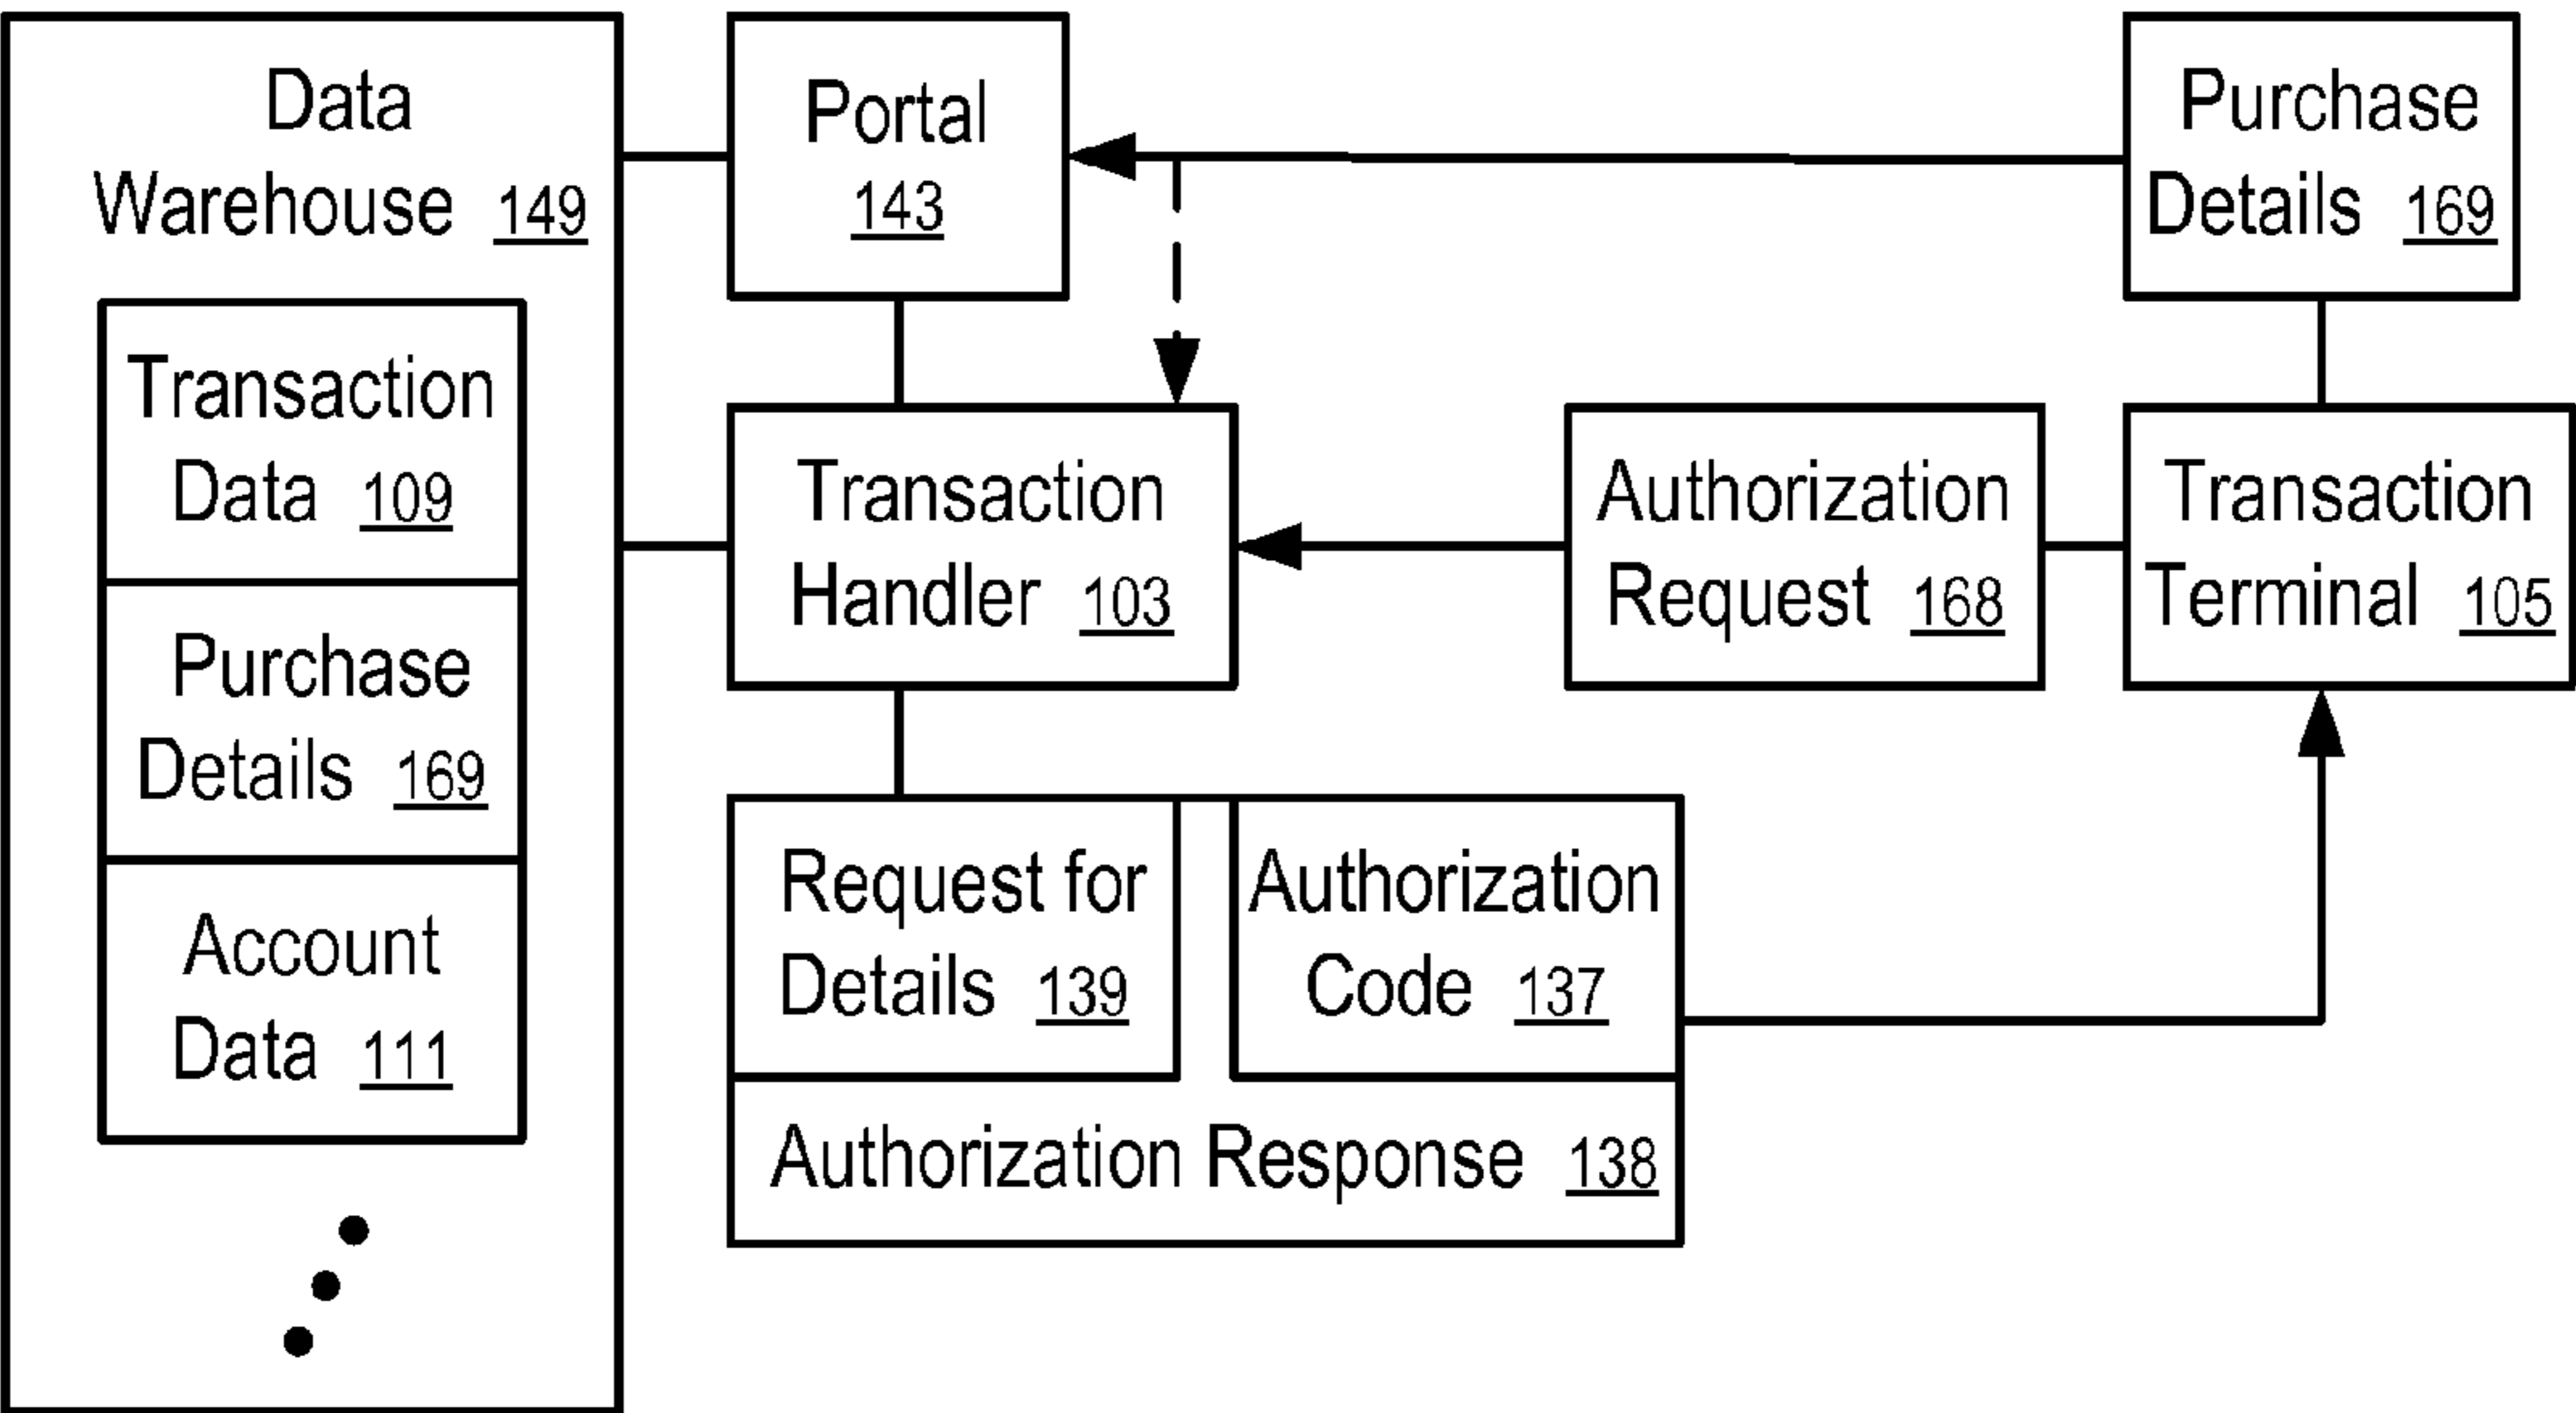 Data
Warehouse 149
Transaction
Data 109
Purchase
Details 169
Account
Data 111
Portal
143
Purchase
Details 169
Transaction
Handler 103
Authorization
Request 168
Transaction
Terminal 105
Request for
Details 139
Authorization
Code 137
Authorization Response 138